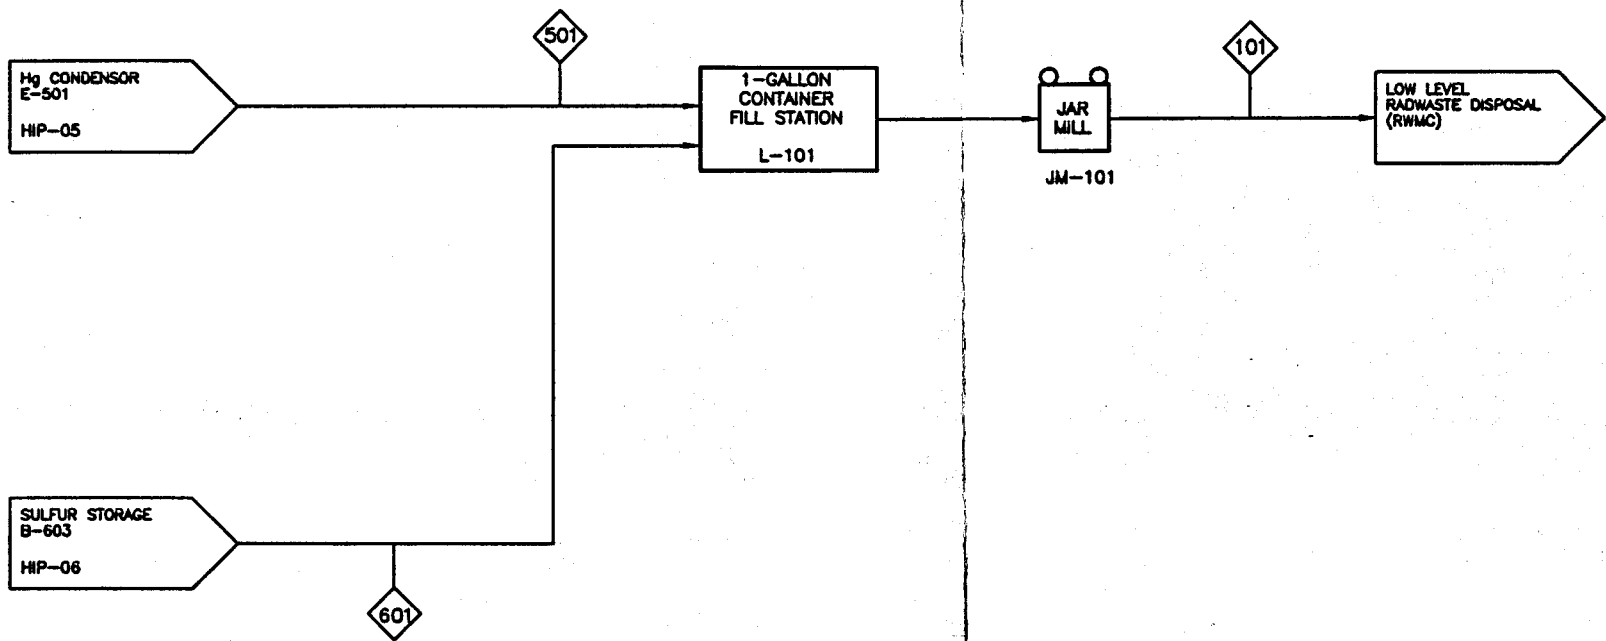 501
Hg CONDENSOR
E-501
HIP-05
1-GALLON
CONTAINER
FILL STATION
L-101
JAR
MILL
JM-101
101
LOW LEVEL
RADWASTE DISPOSAL
(RWMC)
SULFUR STORAGE
B-603
HIP-06
601